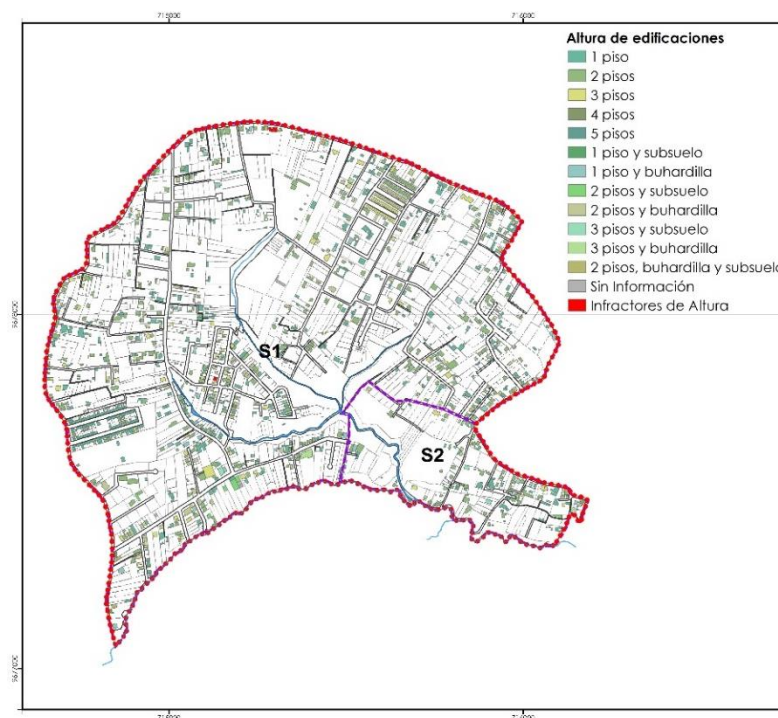 Altura de edificaciones
1 piso
2 pisos
3 pisos
4 pisos
5 pisos
1 piso y subsuelo
1 piso y buhardilla
2 pisos y subsuelo
2 pisos y buhardilla
3 pisos y subsuelo
3 pisos y buhardilla
2 pisos, buhardilla y subsuelo
Sin Información
Infractores de Altura
S1
S2